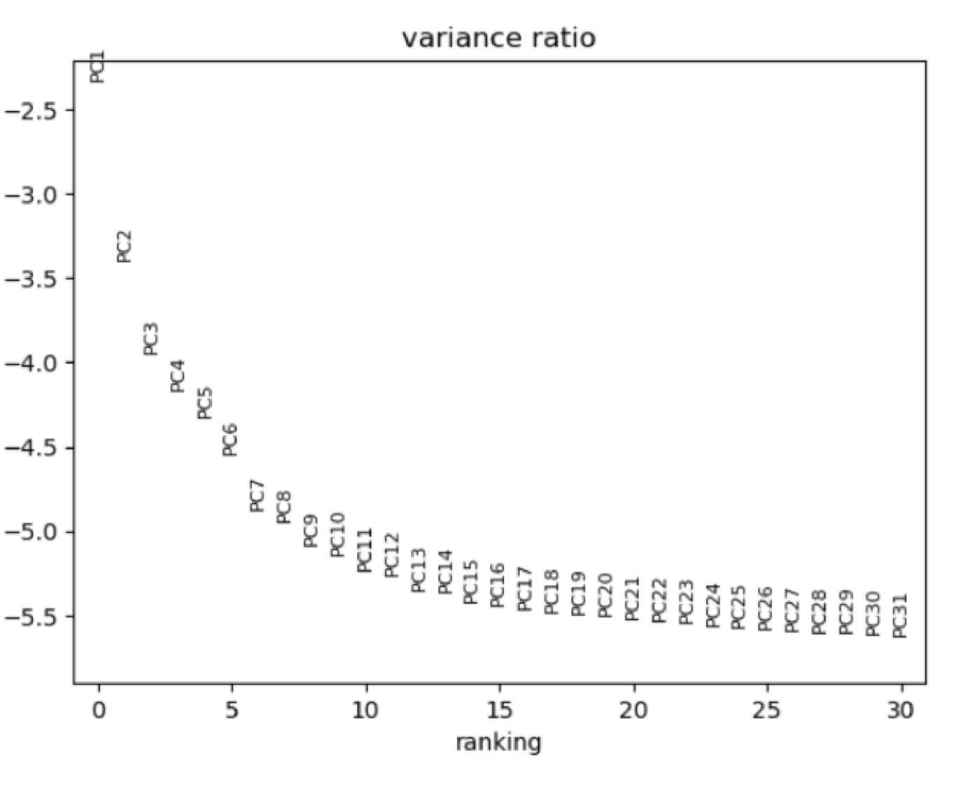 variance ratio
PC1
−2.5
−3.0
PC2
−3.5
PC3
−4.0
PC4
PC5
PC6
−4.5
PC7
PC8
PC9
PC10
−5.0
PC11
PC12
PC13
PC14
PC15
PC16
PC17
PC18
PC19
PC20
PC21
PC22
PC23
PC24
PC25
PC26
PC27
PC28
PC29
PC30
PC31
−5.5
0 5 10 15 20 25 30
ranking